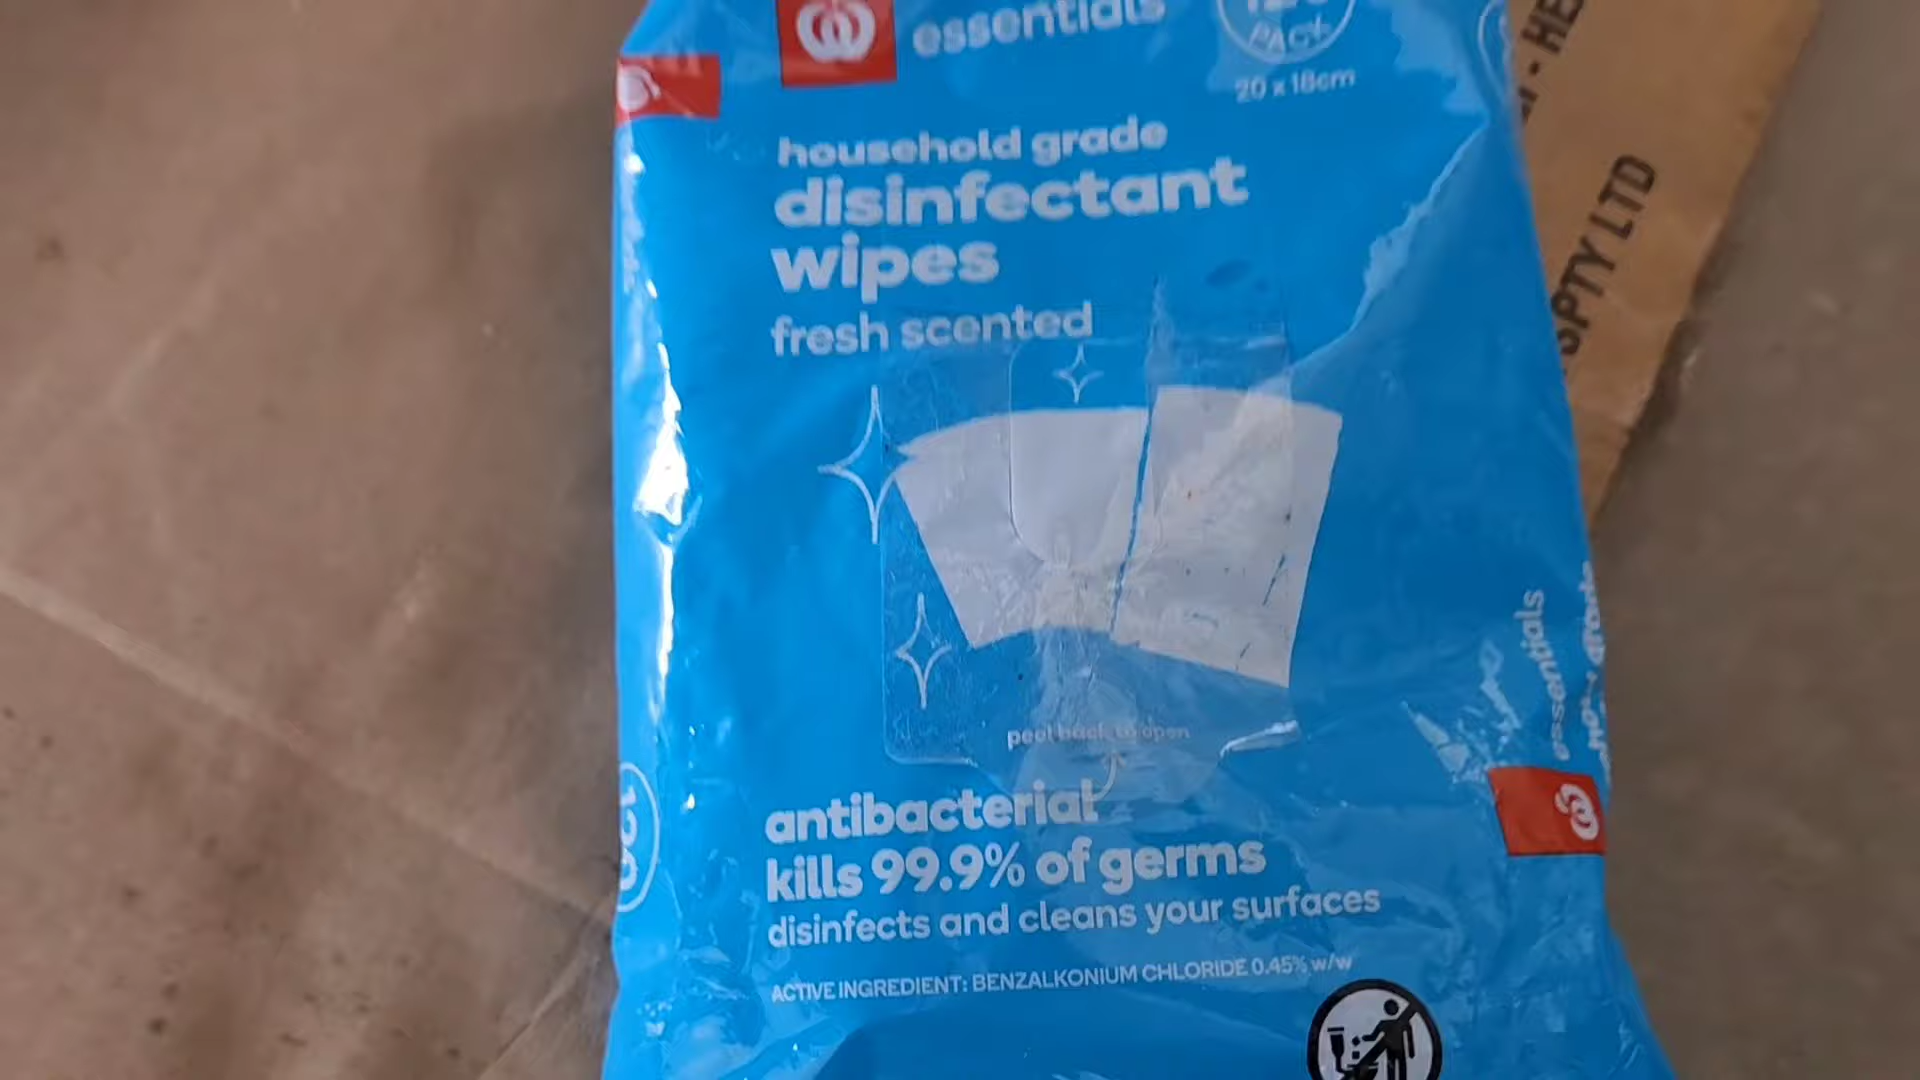 essentials
PACK
20 x 18cm
household grade
disinfectant
wipes
fresh scented
peel back to open
antibacterial
kills 99.9% of germs
disinfects and cleans your surfaces
ACTIVE INGREDIENT: BENZALKONIUM CHLORIDE 0.45% w/w
essentials
PTY LTD